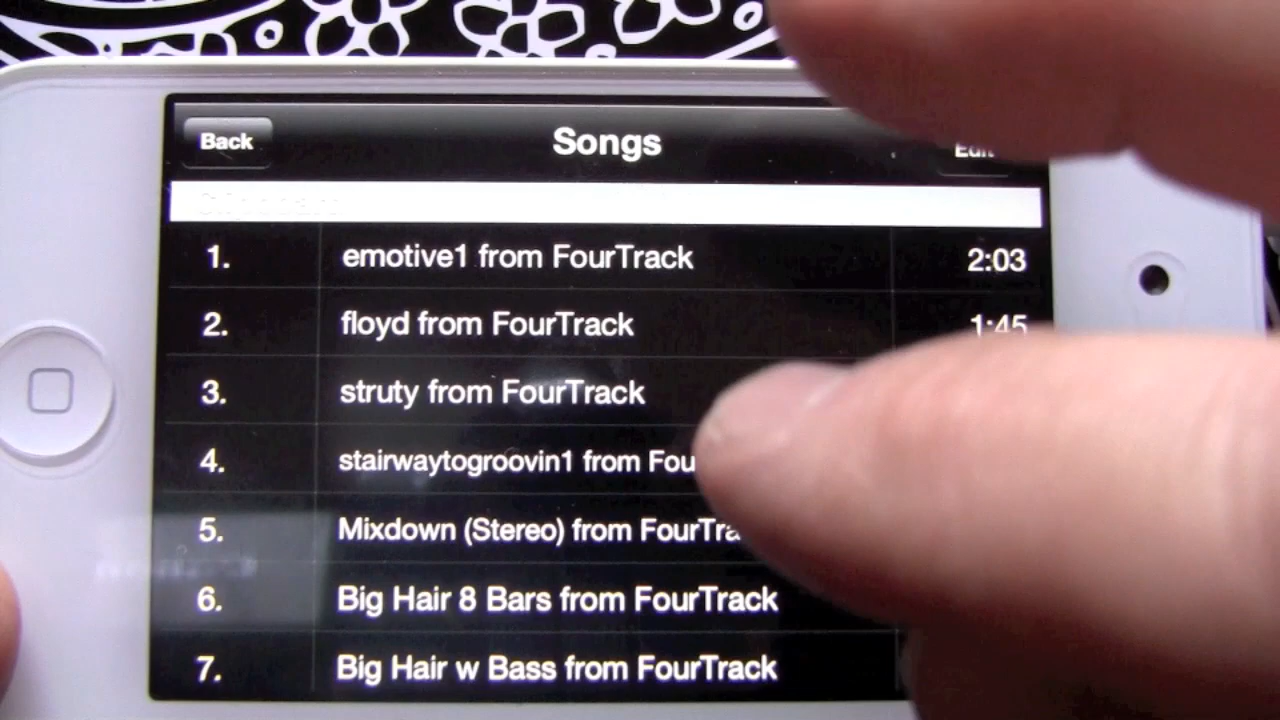 Back
Songs
Edit
1. emotive1 from FourTrack 2:03
2. floyd from FourTrack 1:45
3. struty from FourTrack
4. stairwaytogroovin1 from Fou
5. Mixdown (Stereo) from FourTra
6. Big Hair 8 Bars from FourTrack
7. Big Hair w Bass from FourTrack